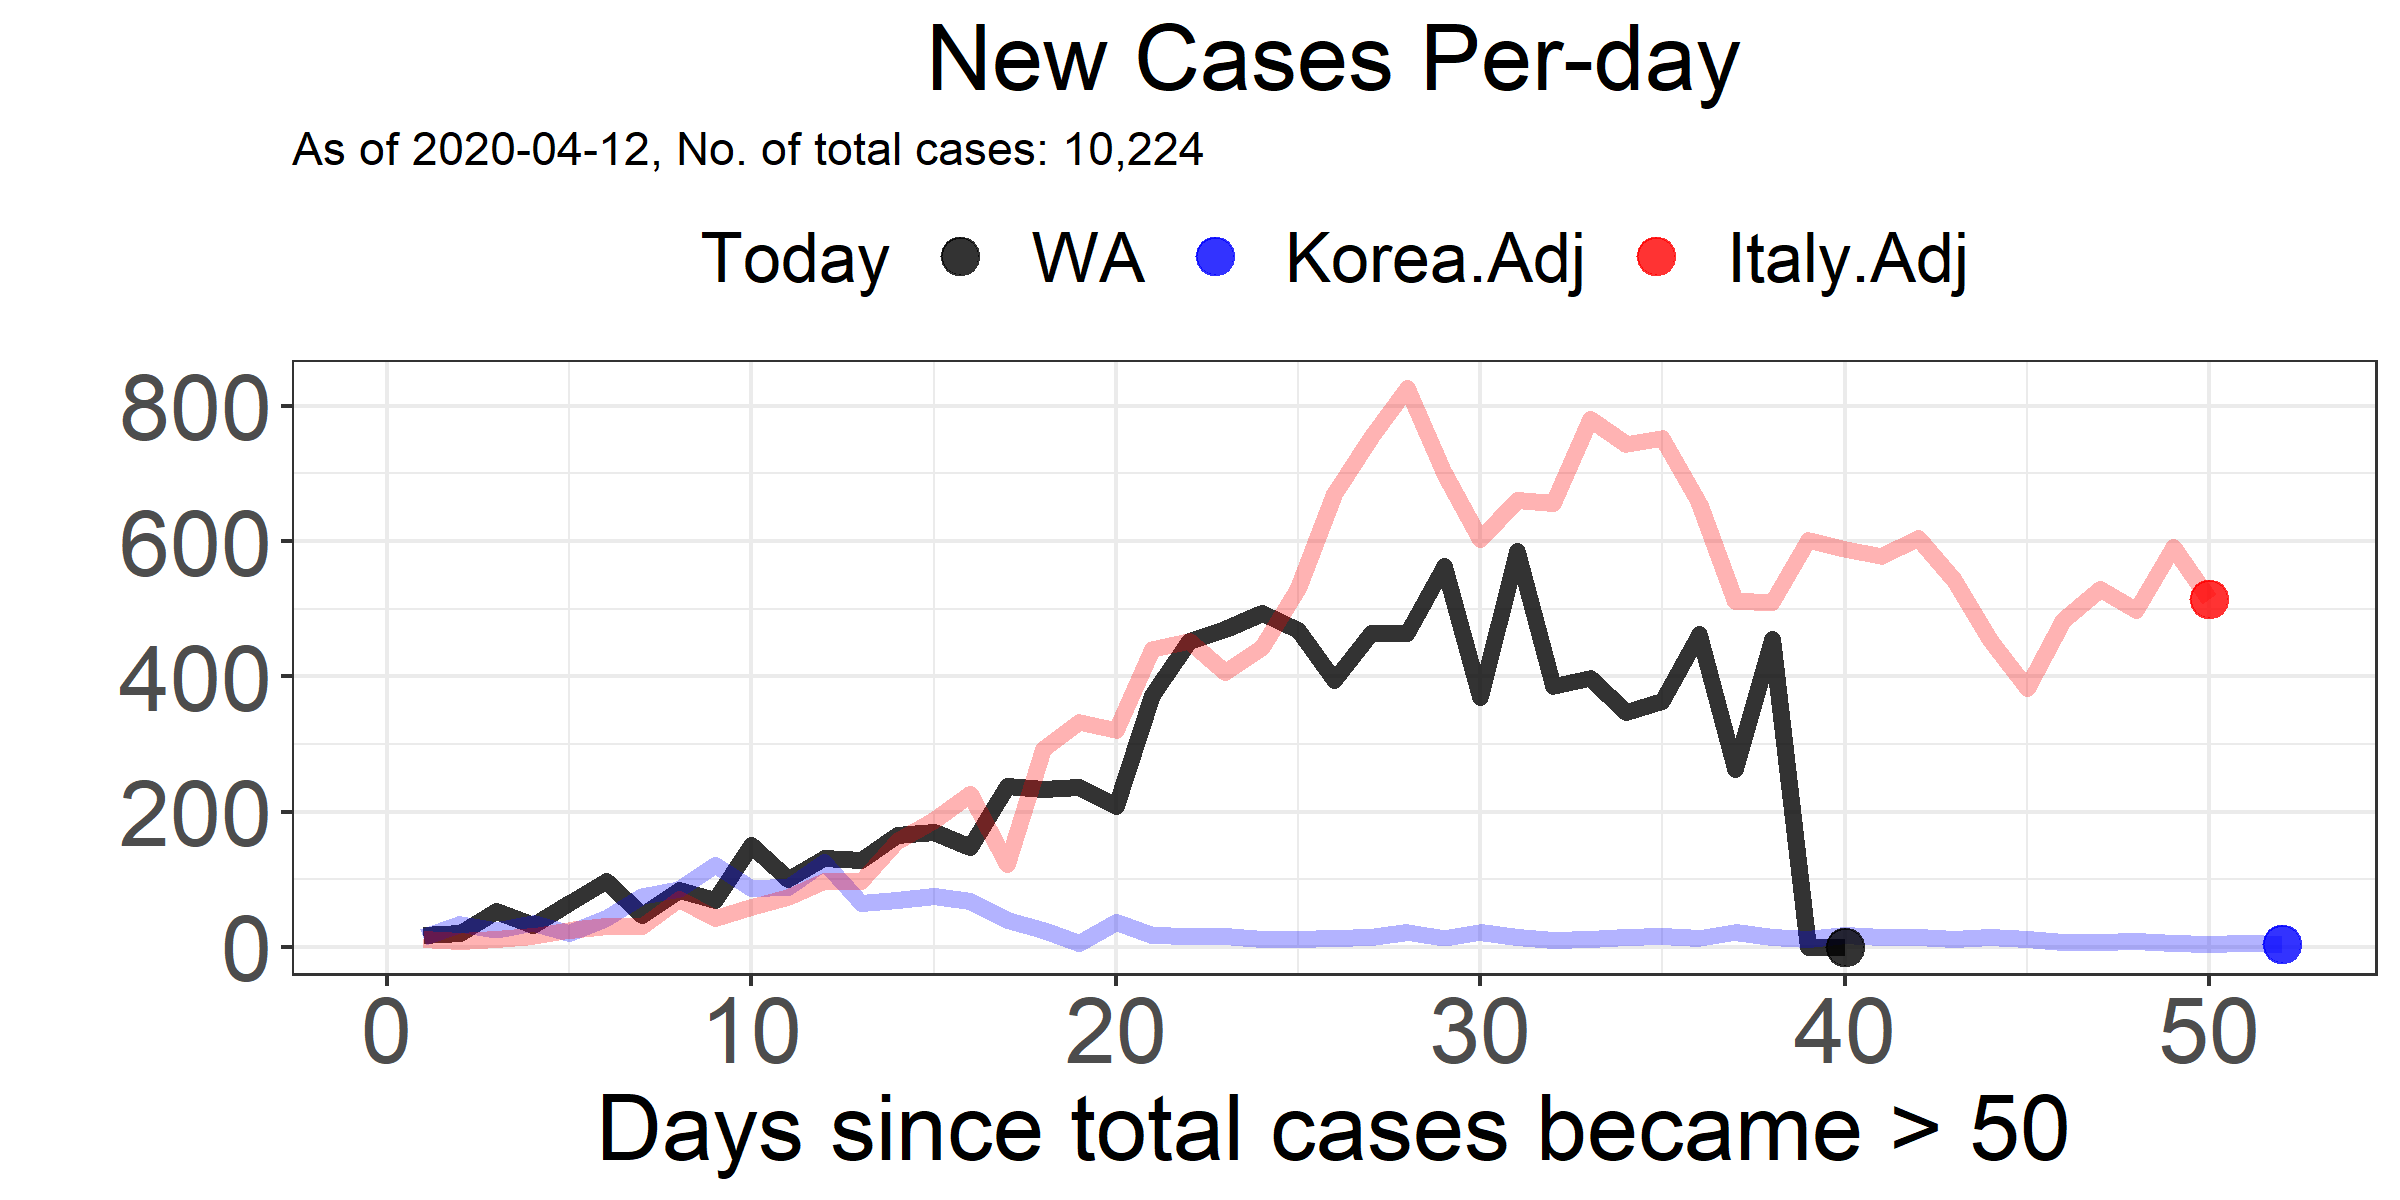 New Cases Per-day
As of 2020-04-12, No. of total cases: 10,224
Today WA Korea.Adj Italy.Adj
800
600
400
200
0
0 10 20 30 40 50
Days since total cases became > 50